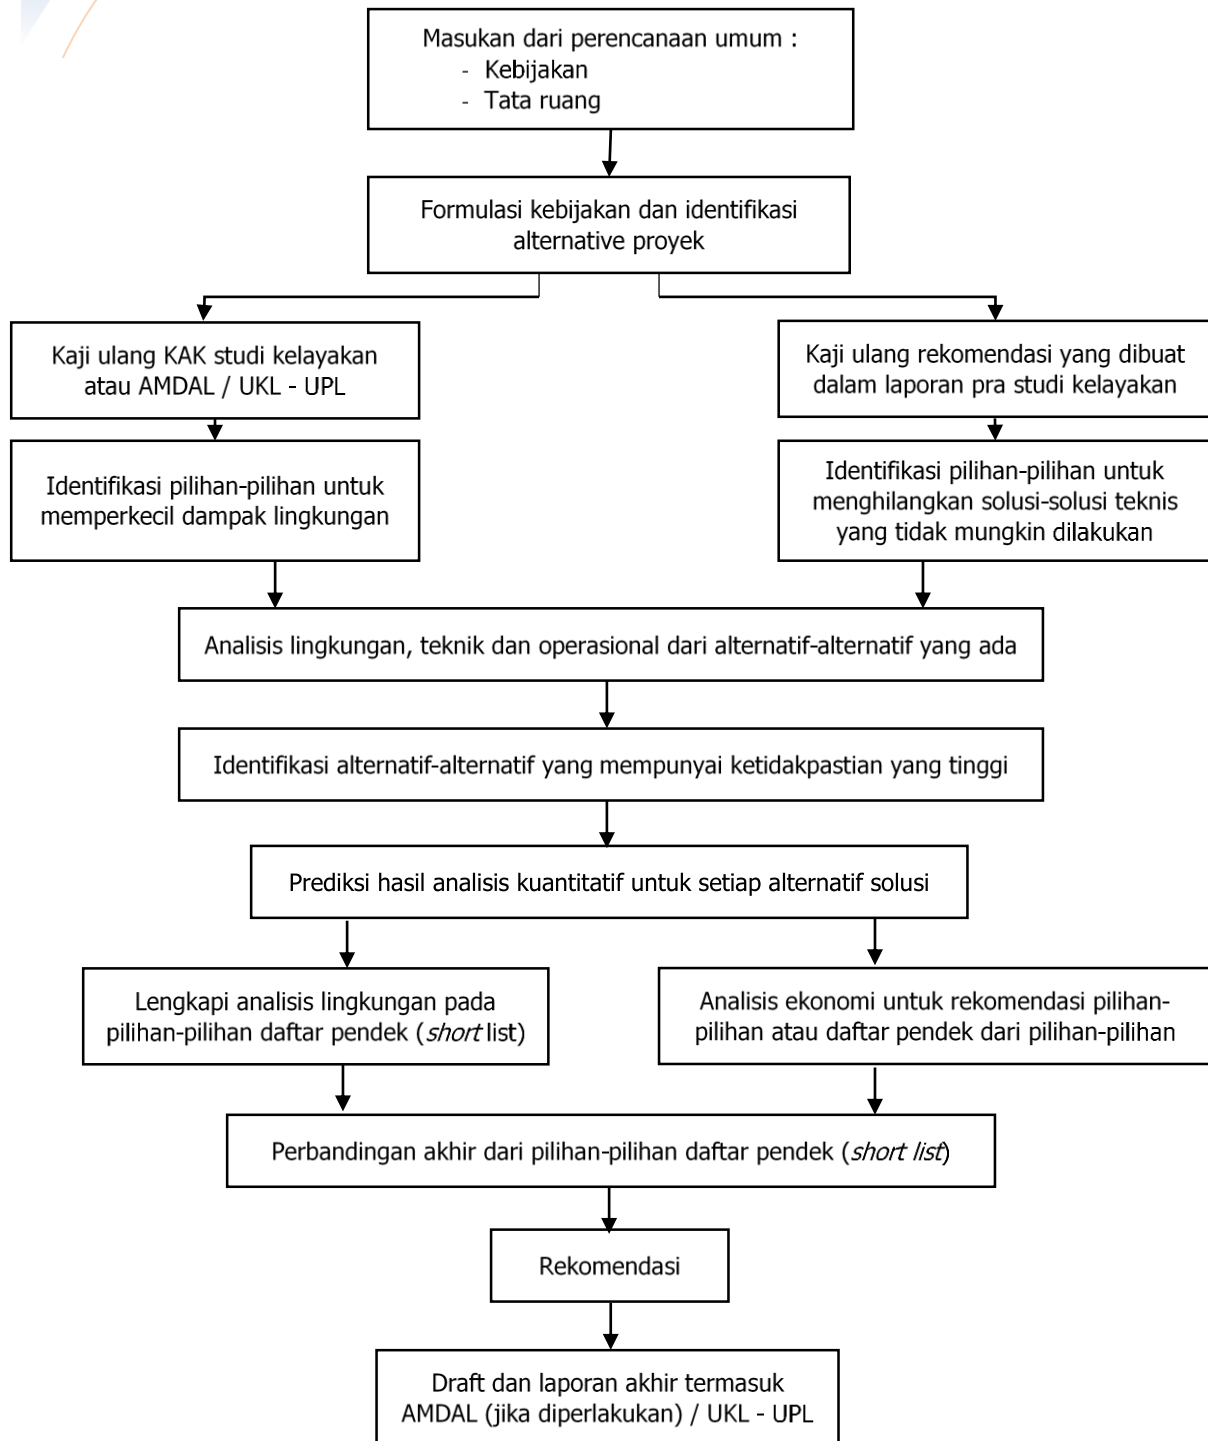 Masukan dari perencanaan umum :
- Kebijakan
- Tata ruang
Formulasi kebijakan dan identifikasi
alternative proyek
Kaji ulang KAK studi kelayakan
atau AMDAL / UKL - UPL
Kaji ulang rekomendasi yang dibuat
dalam laporan pra studi kelayakan
Identifikasi pilihan-pilihan untuk
memperkecil dampak lingkungan
Identifikasi pilihan-pilihan untuk
menghilangkan solusi-solusi teknis
yang tidak mungkin dilakukan
Analisis lingkungan, teknik dan operasional dari alternatif-alternatif yang ada
Identifikasi alternatif-alternatif yang mempunyai ketidakpastian yang tinggi
Prediksi hasil analisis kuantitatif untuk setiap alternatif solusi
Lengkapi analisis lingkungan pada
pilihan-pilihan daftar pendek (short list)
Analisis ekonomi untuk rekomendasi pilihan-
pilihan atau daftar pendek dari pilihan-pilihan
Perbandingan akhir dari pilihan-pilihan daftar pendek (short list)
Rekomendasi
Draft dan laporan akhir termasuk
AMDAL (jika diperlakukan) / UKL - UPL